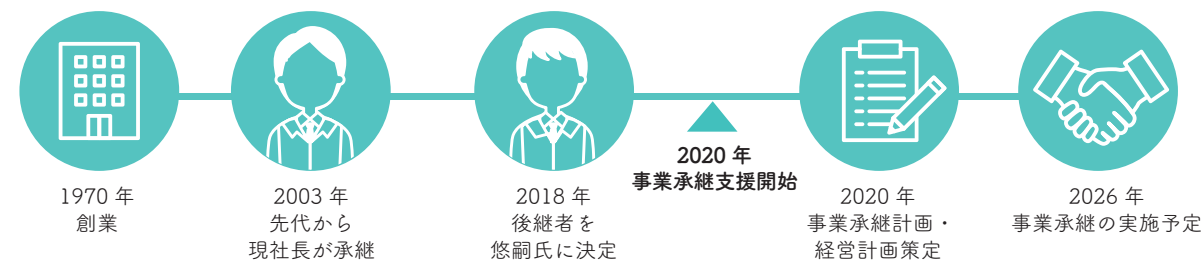 1970 年
創業
2003 年
先代から
現社長が承継
2018 年
後継者を
悠嗣氏に決定
2020 年
事業承継支援開始
2020 年
事業承継計画・
経営計画策定
2026 年
事業承継の実施予定